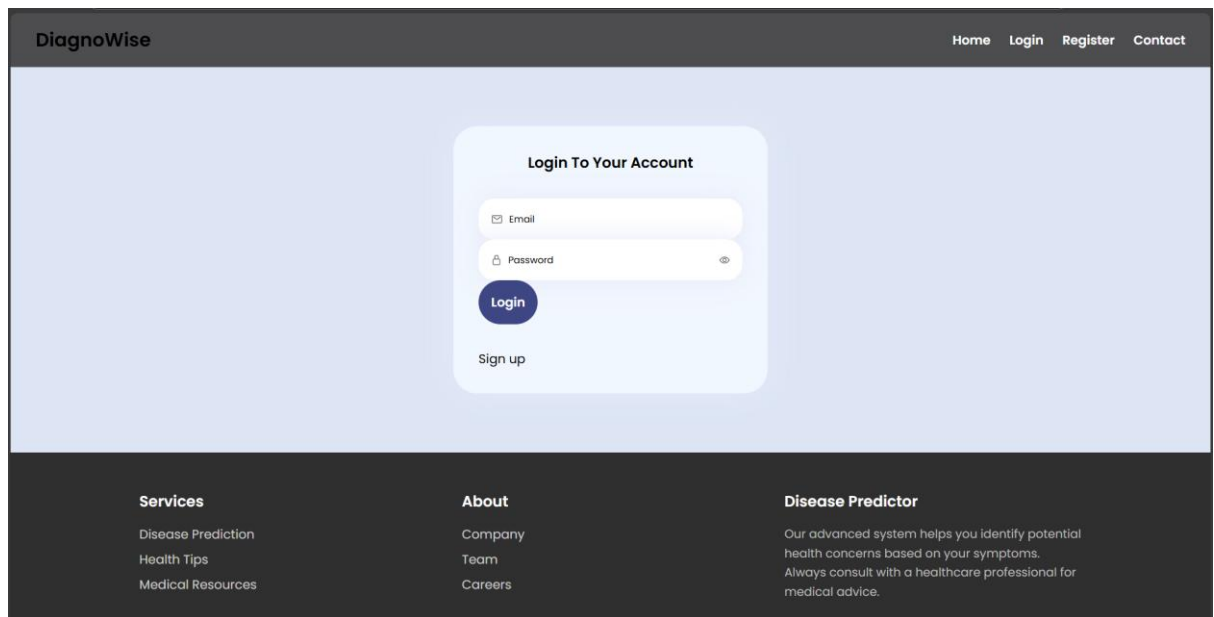 DiagnoWise
Home Login Register Contact
Login To Your Account
Email
Password
Login
Sign up
Services
Disease Prediction
Health Tips
Medical Resources
About
Company
Team
Careers
Disease Predictor
Our advanced system helps you identify potential
health concerns based on your symptoms.
Always consult with a healthcare professional for
medical advice.